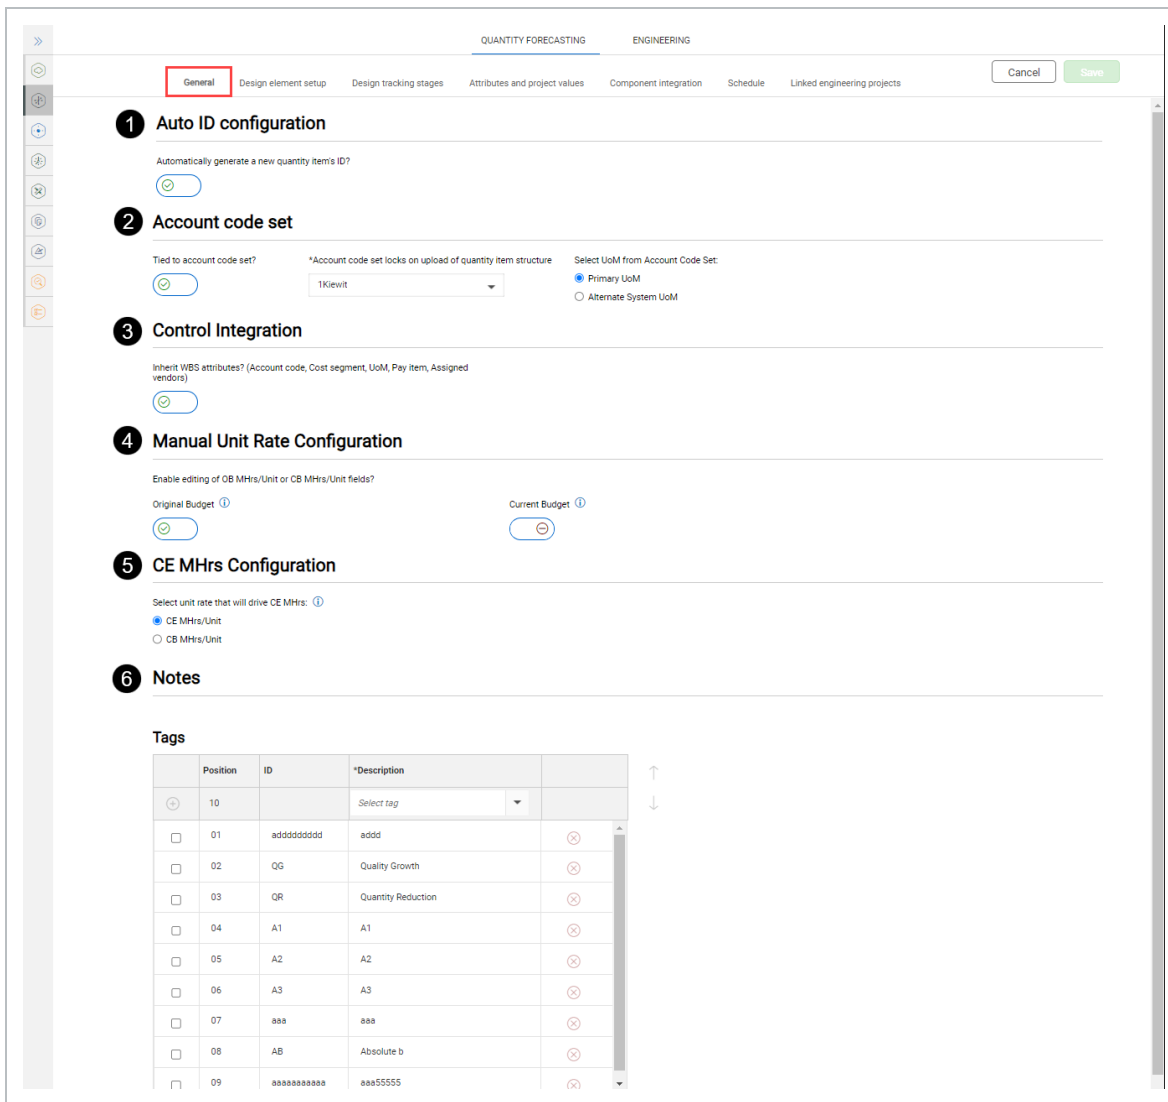 QUANTITY FORECASTING ENGINEERING
General Design element setup Design tracking stages Attributes and project values Component integration Schedule Linked engineering projects Cancel Save
1 Auto ID configuration
Automatically generate a new quantity item's ID?
2 Account code set
Tied to account code set? *Account code set locks on upload of quantity item structure Select UoM from Account Code Set:
1Kiewit Primary UoM
Alternate System UoM
3 Control Integration
Inherit WBS attributes? (Account code, Cost segment, UoM, Pay item, Assigned
vendors)
4 Manual Unit Rate Configuration
Enable editing of OB MHrs/Unit or CB MHrs/Unit fields?
Original Budget Current Budget
5 CE MHrs Configuration
Select unit rate that will drive CE MHrs:
CE MHrs/Unit
CB MHrs/Unit
6 Notes
Tags
Position ID *Description
10 Select tag
01 addddddddd addd
02 QG Quality Growth
03 QR Quantity Reduction
04 A1 A1
05 A2 A2
06 A3 A3
07 aaa aaa
08 AB Absolute b
09 aaaaaaaaaaa aaa55555